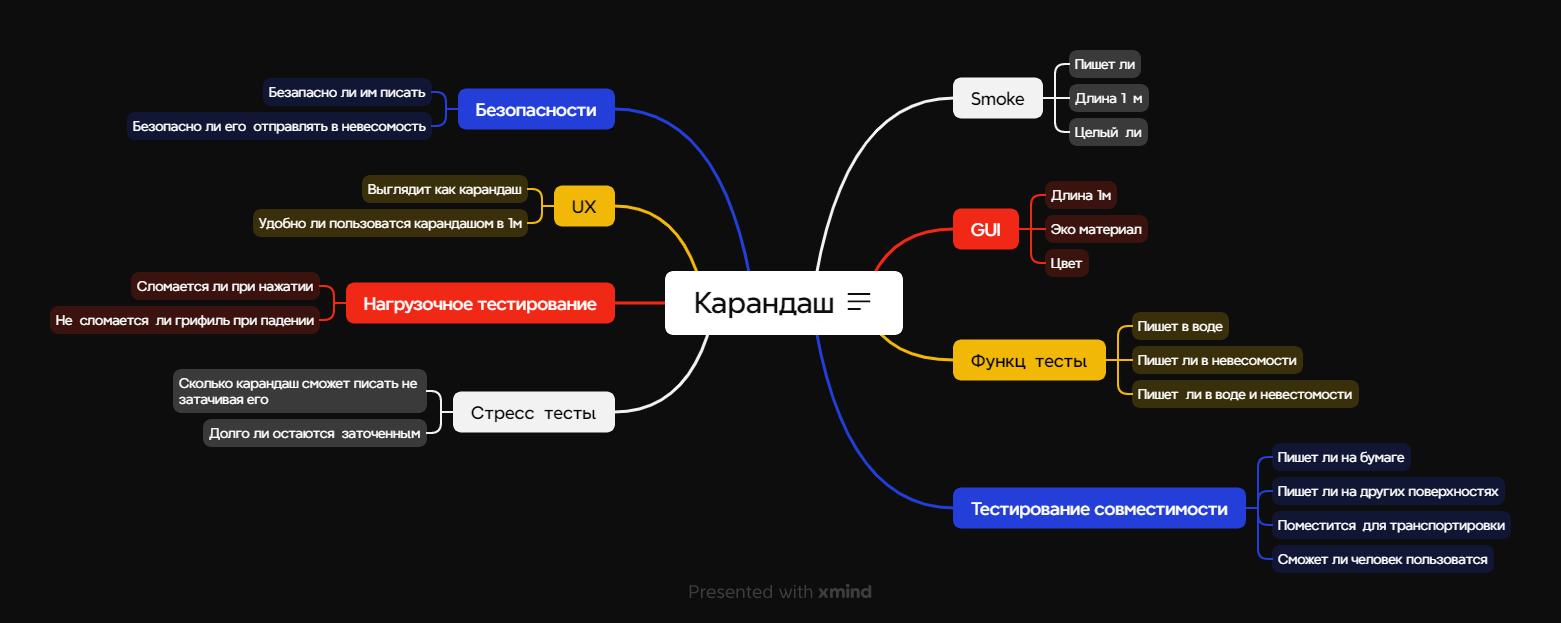 Карандаш
Smoke
Пишет ли
Длина 1 м
Целый ли
GUI
Длина 1м
Эко материал
Цвет
Функц тесты
Пишет в воде
Пишет ли в невесомости
Пишет ли в воде и невестомости
Тестирование совместимости
Пишет ли на бумаге
Пишет ли на других поверхностях
Поместится для транспортировки
Сможет ли человек пользоватся
Безопасности
Безапасно ли им писать
Безопасно ли его отправлять в невесомость
UX
Выглядит как карандаш
Удобно ли пользоватся карандашом в 1м
Нагрузочное тестирование
Сломается ли при нажатии
Не сломается ли грифиль при падении
Стресс тесты
Сколько карандаш сможет писать не
затачивая его
Долго ли остаются заточенным
Presented with xmind